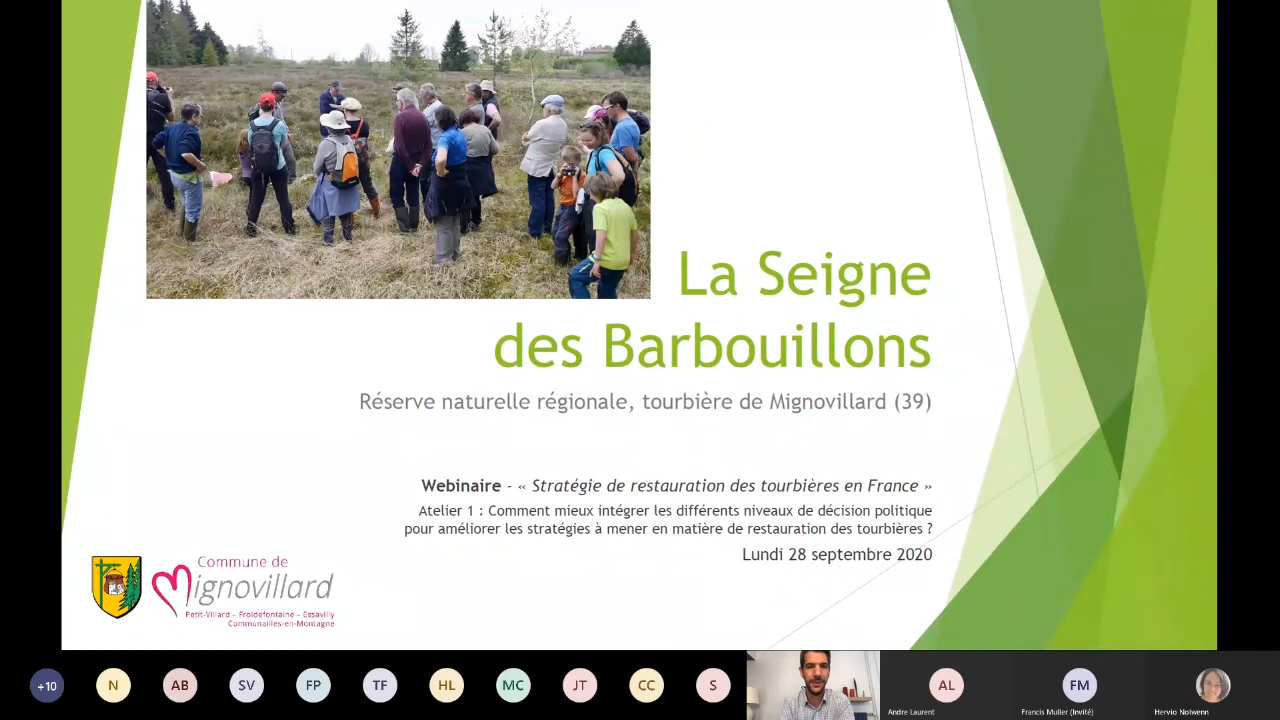 La Seigne
des Barbouillons
Réserve naturelle régionale, tourbière de Mignovillard (39)
Webinaire - « Stratégie de restauration des tourbières en France »
Atelier 1 : Comment mieux intégrer les différents niveaux de décision politique
pour améliorer les stratégies à mener en matière de restauration des tourbières ?
Lundi 28 septembre 2020
Commune de
Mignovillard
Petit-Villard – Froidefontaine – Essavilly
Communailles-en-Montagne
+10
N
AB
SV
FP
TF
HL
MC
JT
CC
S
AL
FM
Andre Laurent
Francis Muller (Invité)
Hervio Nolwenn